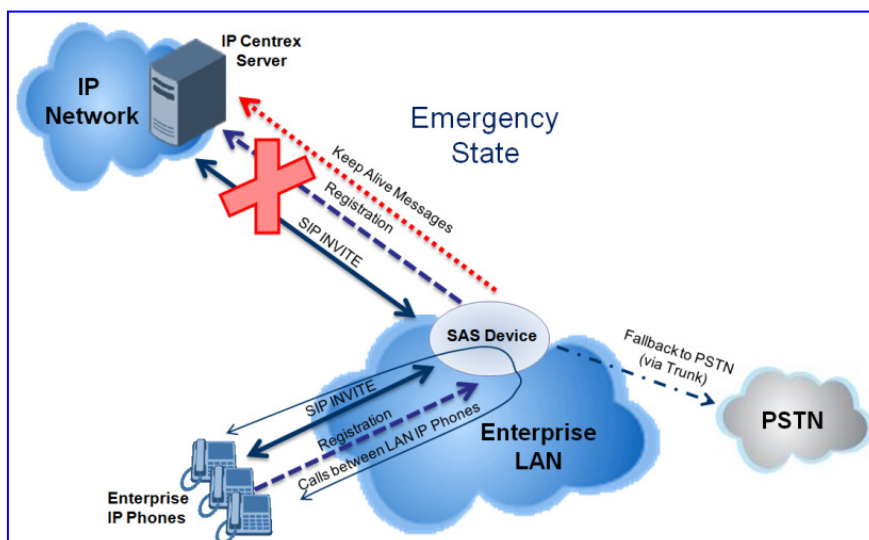 IP Centrex
Server
IP
Network
Emergency
State
Keep Alive Messages
Registration
SIP INVITE
SAS Device
Fallback to PSTN
(via Trunk)
SIP INVITE
Registration
Calls between LAN IP Phones
Enterprise
LAN
PSTN
Enterprise
IP Phones